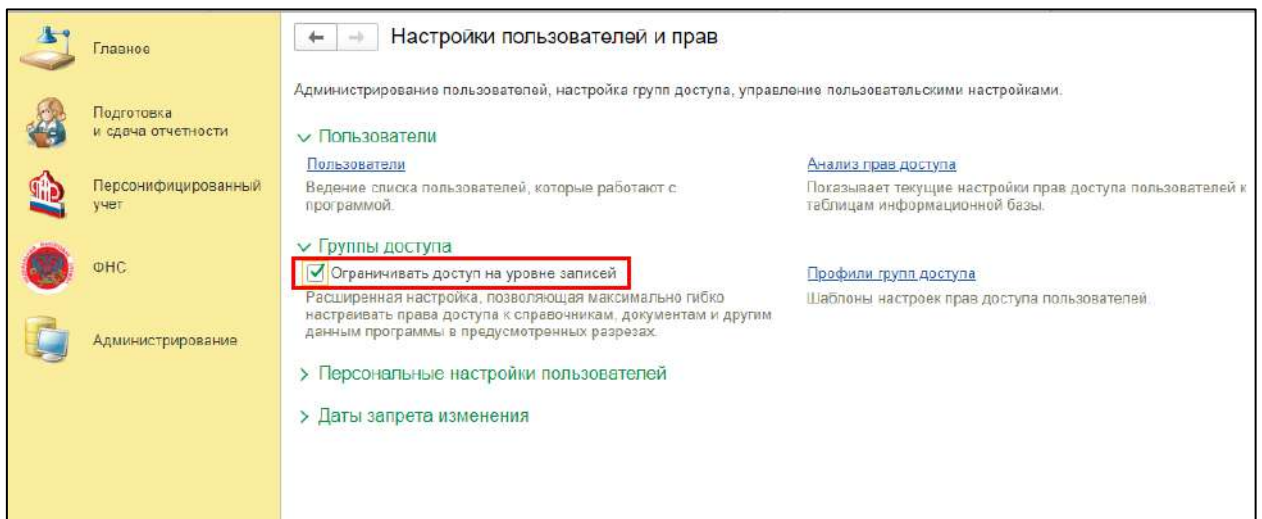 Главное
Подготовка
и сдача отчетности
Персонифицированный
учет
ФНС
Администрирование
Настройки пользователей и прав
Администрирование пользователей, настройка групп доступа, управление пользовательскими настройками.
Пользователи
Пользователи
Ведение списка пользователей, которые работают с
программой.
Анализ прав доступа
Показывает текущие настройки прав доступа пользователей к
таблицам информационной базы.
Группы доступа
Ограничивать доступ на уровне записей
Расширенная настройка, позволяющая максимально гибко
настраивать права доступа к справочникам, документам и другим
данным программы в предусмотренных разрезах.
Профили групп доступа
Шаблоны настроек прав доступа пользователей.
Персональные настройки пользователей
Даты запрета изменения